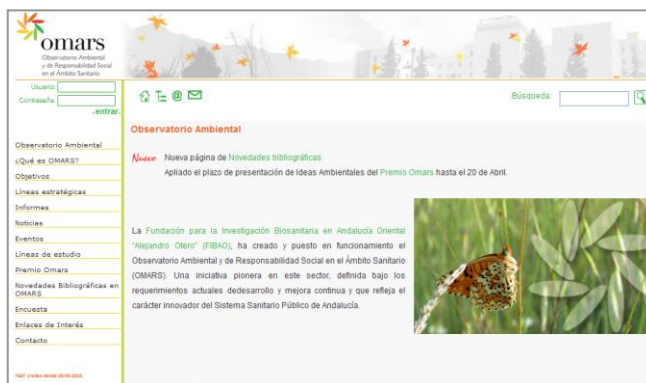 omars
Observatorio Ambiental
y de Responsabilidad Social
en el Ámbito Sanitario
Usuario:
Contraseña:
entrar
Búsqueda:
Observatorio Ambiental
¿Qué es OMARS?
Objetivos
Líneas estratégicas
Informes
Noticias
Eventos
Líneas de estudio
Premio Omars
Novedades Bibliográficas en
OMARS
Encuesta
Enlaces de Interés
Contacto
Observatorio Ambiental
Nuevo Nueva página de Novedades bibliográficas
Apliado el plazo de presentación de Ideas Ambientales del Premio Omars hasta el 20 de Abril.
La Fundación para la Investigación Biosanitaria en Andalucía Oriental
"Alejandro Otero" (FIBAO), ha creado y puesto en funcionamiento el
Observatorio Ambiental y de Responsabilidad Social en el Ámbito Sanitario
(OMARS). Una iniciativa pionera en este sector, definida bajo los
requerimientos actuales dedesarrollo y mejora continua y que refleja el
carácter innovador del Sistema Sanitario Público de Andalucía.
visitas desde